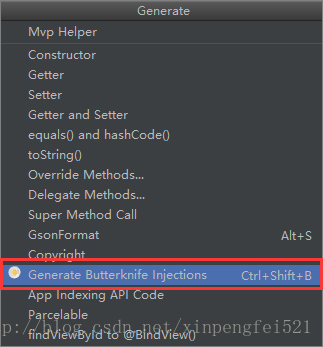 Generate
Mvp Helper
Constructor
Getter
Setter
Getter and Setter
equals() and hashCode()
toString()
Override Methods...
Delegate Methods...
Super Method Call
GsonFormat Alt+S
Copyright
Generate Butterknife Injections Ctrl+Shift+B
App Indexing API Code
Parcelable
p://blog.csdn.net/xinpengfei521
findViewById to @BindView()